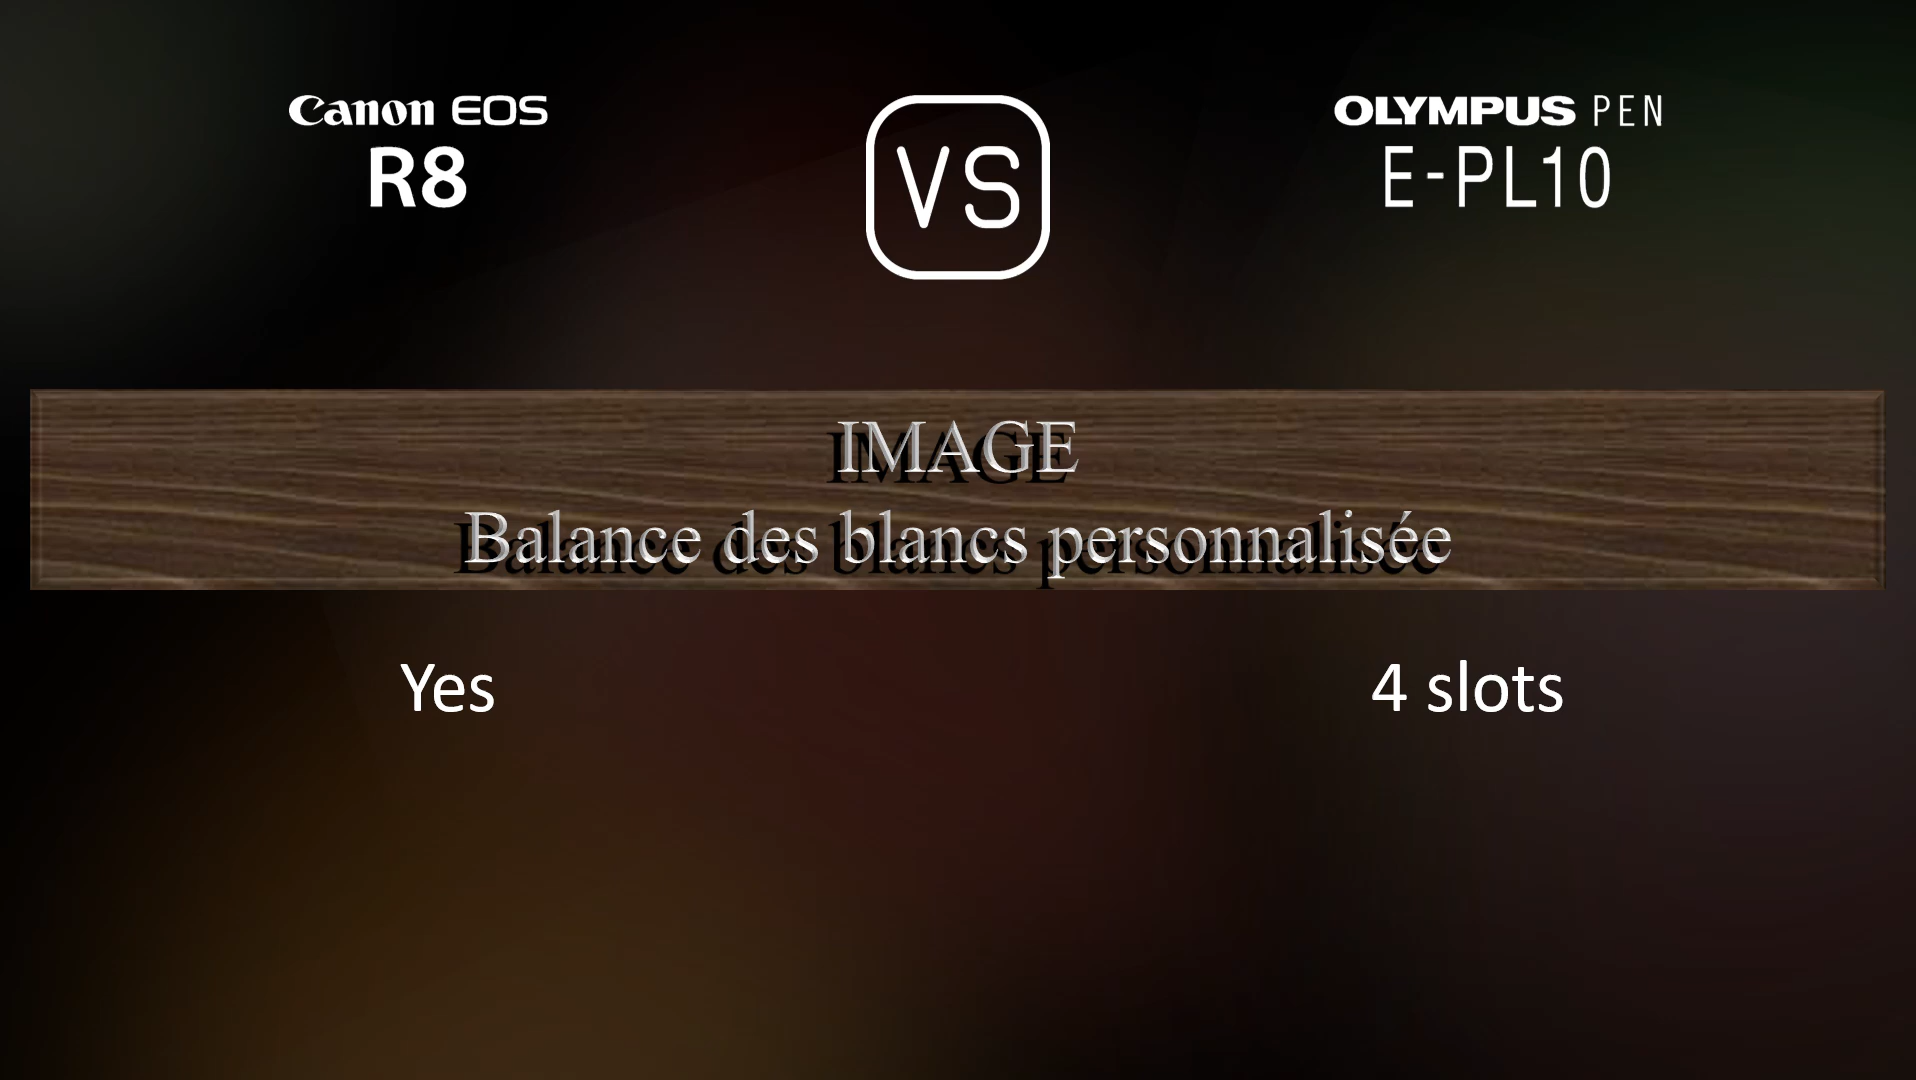 Canon EOS
R8
VS
OLYMPUS PEN
E-PL10
IMAGE
Balance des blancs personnalisée
Yes
4 slots